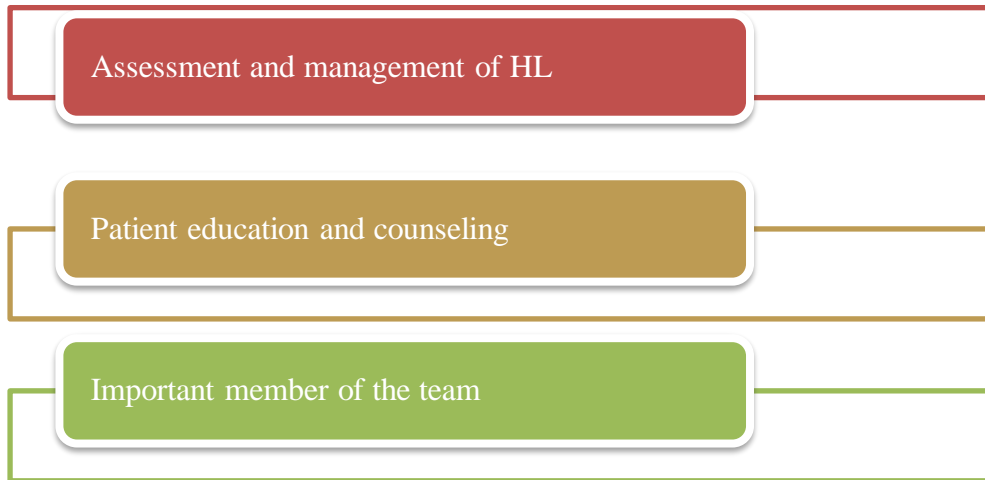 Assessment and management of HL
Patient education and counseling
Important member of the team